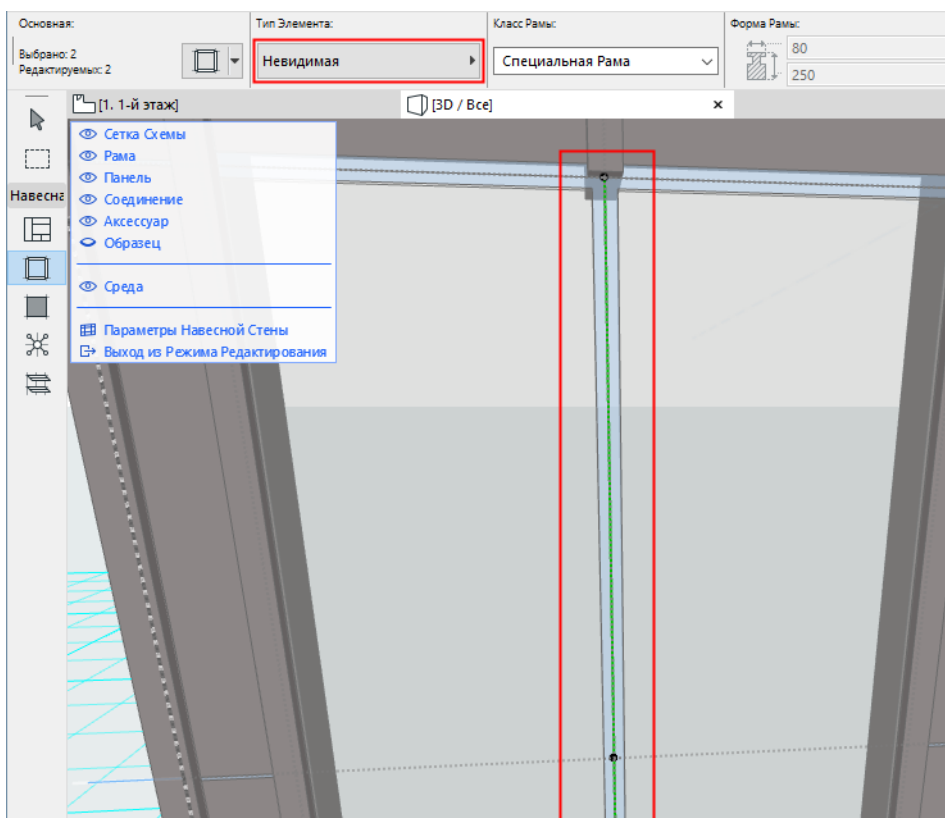 Основная:
Тип Элемента:
Класс Рамы:
Форма Рамы:
Выбрано: 2
Редактируемых: 2
Невидимая
Специальная Рама
80
250
[1. 1-й этаж]
[3D / Все]
Навесна
Сетка Схемы
Рама
Панель
Соединение
Аксессуар
Образец
Среда
Параметры Навесной Стены
Выход из Режима Редактирования